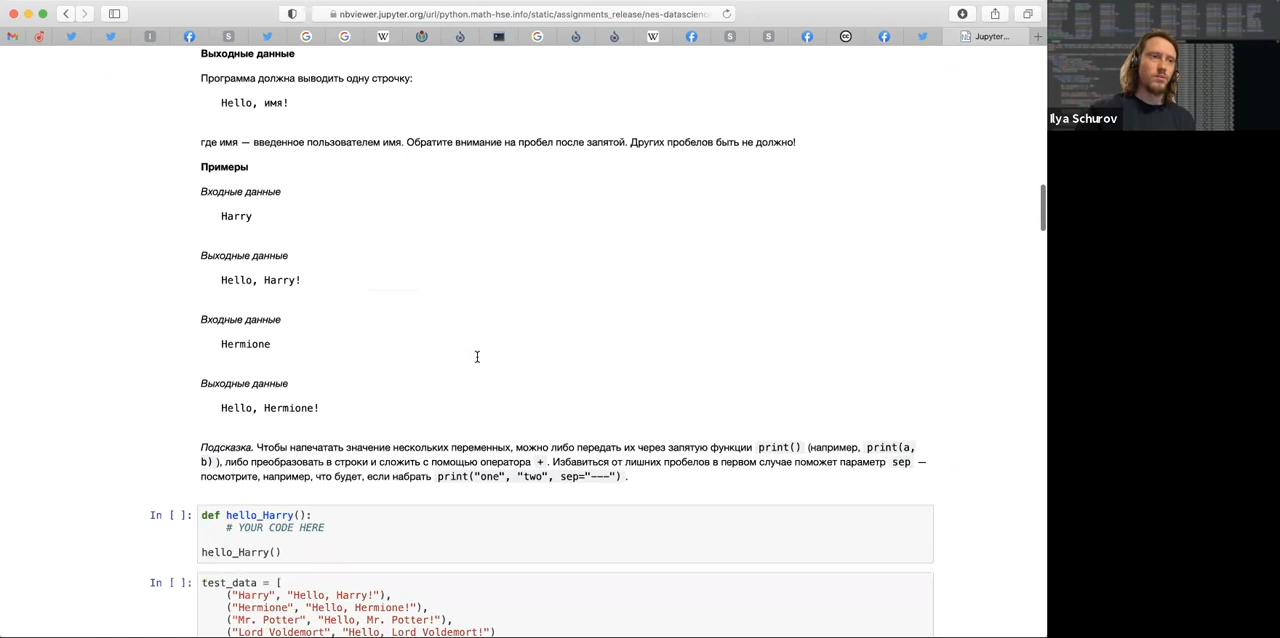 nbviewer.jupyter.org/url/python.math-hse.info/static/assignments_release/nes-datascienc
Jupyter...
Выходные данные
Программа должна выводить одну строчку:
Hello, имя!
где имя — введенное пользователем имя. Обратите внимание на пробел после запятой. Других пробелов быть не должно!
Примеры
Входные данные
Harry
Выходные данные
Hello, Harry!
Входные данные
Hermione
Выходные данные
Hello, Hermione!
Подсказка. Чтобы напечатать значение нескольких переменных, можно либо передать их через запятую функции print() (например, print(a,
b) ), либо преобразовать в строки и сложить с помощью оператора + . Избавиться от лишних пробелов в первом случае поможет параметр sep —
посмотрите, например, что будет, если набрать print("one", "two", sep="---") .
In [ ]: def hello_Harry():
# YOUR CODE HERE
hello_Harry()
In [ ]: test_data = [
("Harry", "Hello, Harry!"),
("Hermione", "Hello, Hermione!"),
("Mr. Potter", "Hello, Mr. Potter!"),
("Lord Voldemort", "Hello, Lord Voldemort!")
Ilya Schurov